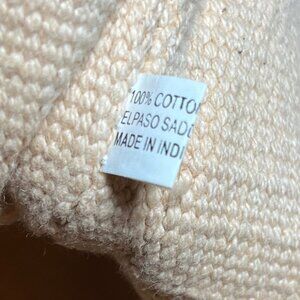 100% COTTO
ELPASO SADD
MADE IN INDI